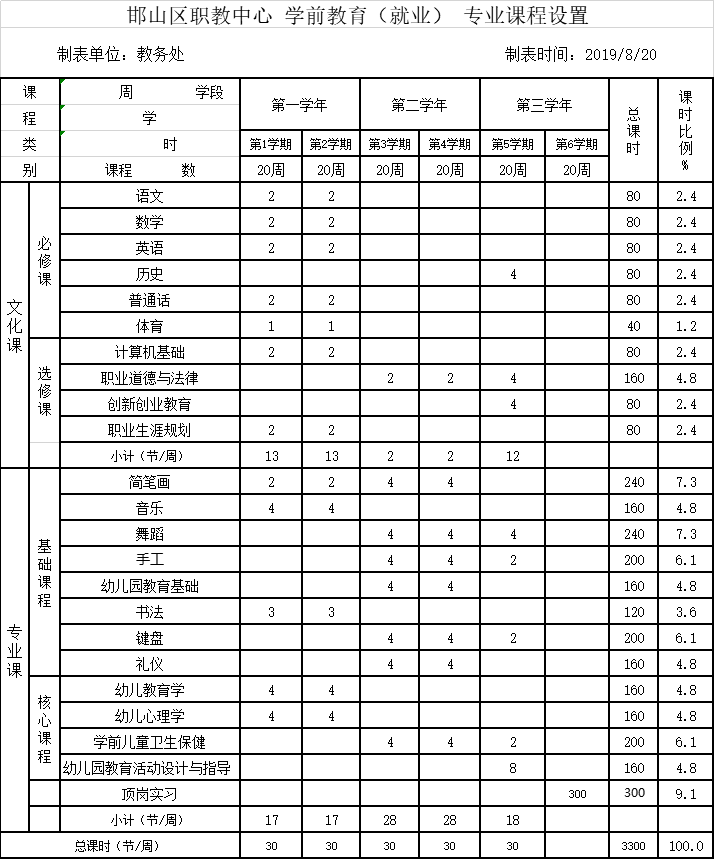 邯山区职教中心 学前教育（就业） 专业课程设置
制表单位：教务处 制表时间：2019/8/20
课 周 学段 第一学年 第二学年 第三学年 总课时 课时比例%
程 学
类 时 第1学期 第2学期 第3学期 第4学期 第5学期 第6学期
别 课程 数 20周 20周 20周 20周 20周 20周
文化课 必修课 语文 2 2 80 2.4
数学 2 2 80 2.4
英语 2 2 80 2.4
历史 4 80 2.4
普通话 2 2 80 2.4
体育 1 1 40 1.2
选修课 计算机基础 2 2 80 2.4
职业道德与法律 2 2 4 160 4.8
创新创业教育 4 80 2.4
职业生涯规划 2 2 80 2.4
小计（节/周） 13 13 2 2 12
专业课 基础课程 简笔画 2 2 4 4 240 7.3
音乐 4 4 160 4.8
舞蹈 4 4 4 240 7.3
手工 4 4 2 200 6.1
幼儿园教育基础 4 4 160 4.8
书法 3 3 120 3.6
键盘 4 4 2 200 6.1
礼仪 4 4 160 4.8
核心课程 幼儿教育学 4 4 160 4.8
幼儿心理学 4 4 160 4.8
学前儿童卫生保健 4 4 2 200 6.1
幼儿园教育活动设计与指导 8 160 4.8
顶岗实习 300 300 9.1
小计（节/周） 17 17 28 28 18
总课时（节/周） 30 30 30 30 30 3300 100.0